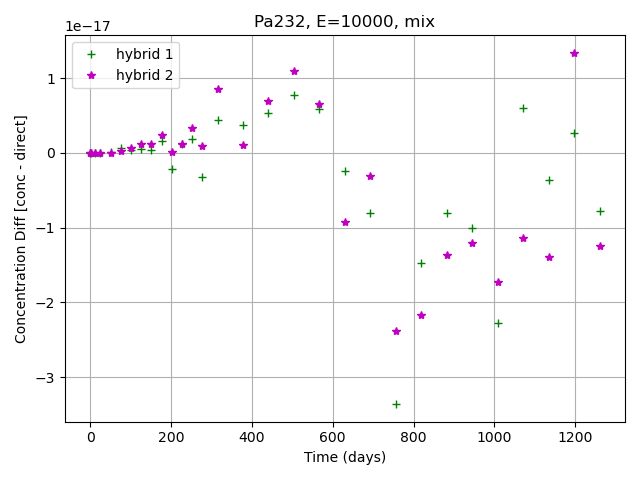 Pa232, E=10000, mix
1e−17
hybrid 1
hybrid 2
1
0
−1
−2
−3
Concentration Diff [conc - direct]
0 200 400 600 800 1000 1200
Time (days)